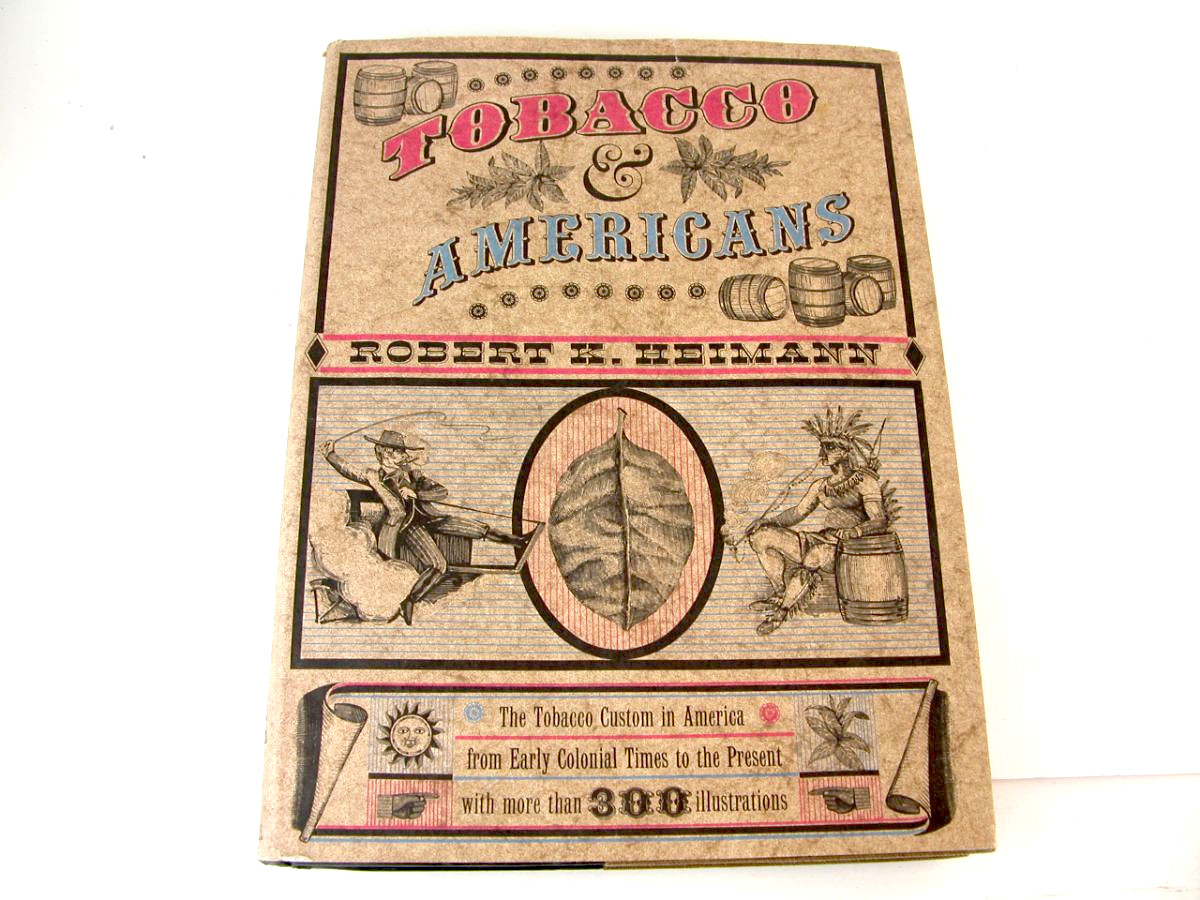 TOBACCO
&
AMERICANS
ROBERT K. HEIMANN
The Tobacco Custom in America
from Early Colonial Times to the Present
with more than 300 illustrations